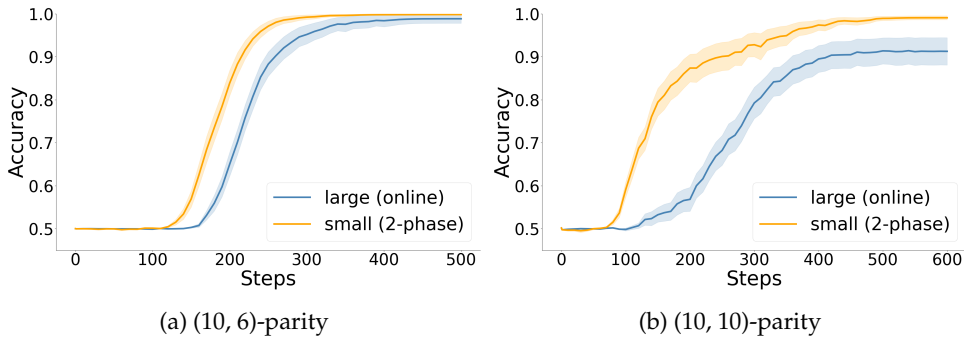 1.0
0.9
0.8
0.7
0.6
0.5
Accuracy
0 100 200 300 400 500
Steps
large (online)
small (2-phase)
(a) (10, 6)-parity
1.0
0.9
0.8
0.7
0.6
0.5
Accuracy
0 100 200 300 400 500 600
Steps
large (online)
small (2-phase)
(b) (10, 10)-parity